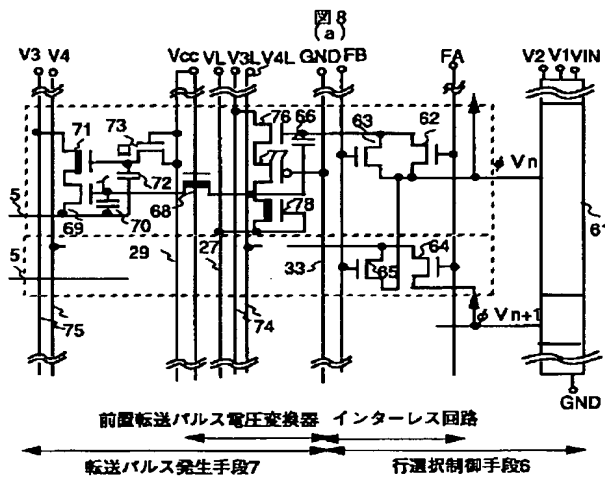 図8
(a)
V3 V4 Vcc VL V3L V4L GND FB FA V2 V1 VIN
71 73 76 66 63 62
72 φVn
68
69 70 78 61
5 29 27 33 64
5 65
75 74 φVn+1
GND
前置転送パルス電圧変換器 インターレス回路
転送パルス発生手段7 行選択制御手段6